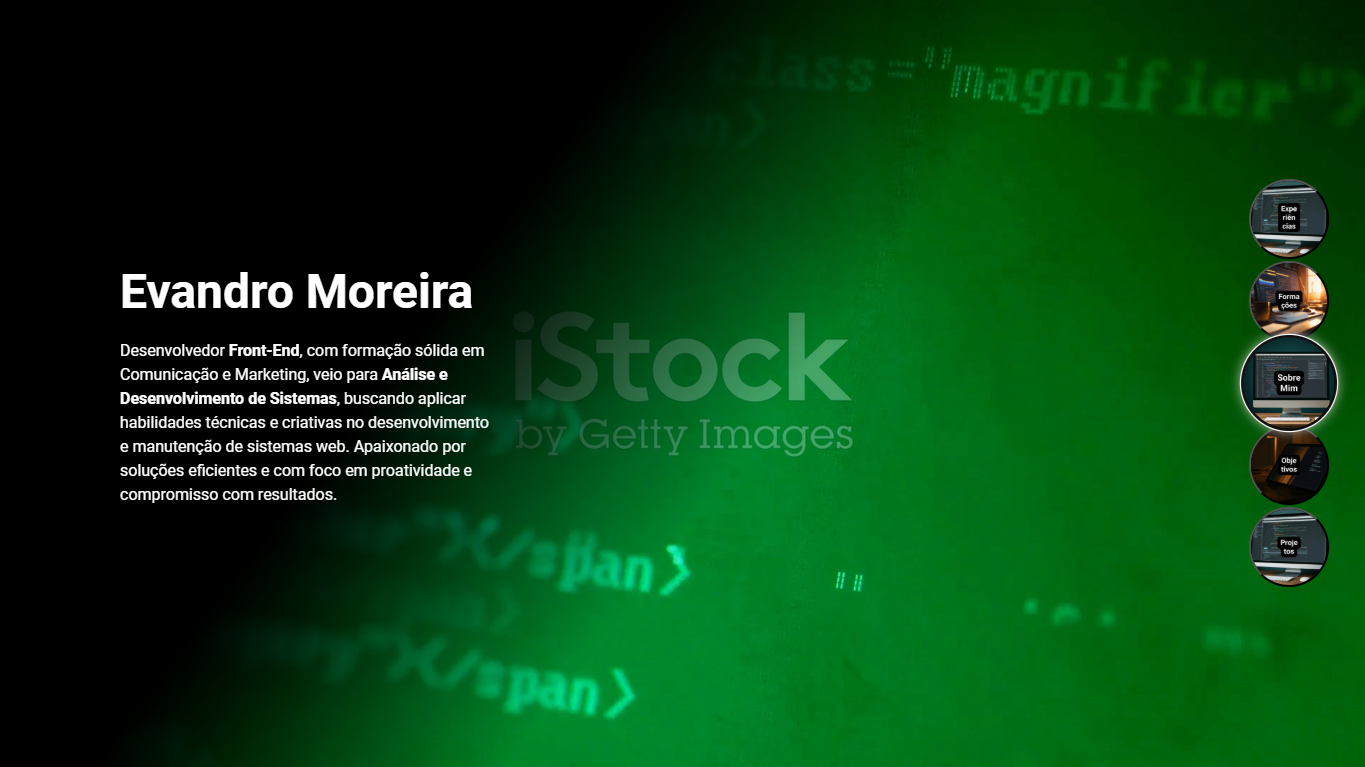 class="magnifier">
pan>
Evandro Moreira
Desenvolvedor Front-End, com formação sólida em
Comunicação e Marketing, veio para Análise e
Desenvolvimento de Sistemas, buscando aplicar
habilidades técnicas e criativas no desenvolvimento
e manutenção de sistemas web. Apaixonado por
soluções eficientes e com foco em proatividade e
compromisso com resultados.
iStock
by Getty Images
"></span>
"></span>
Expe
riên
cias
Forma
ções
Sobre
Mim
Obje
tivos
Proje
tos